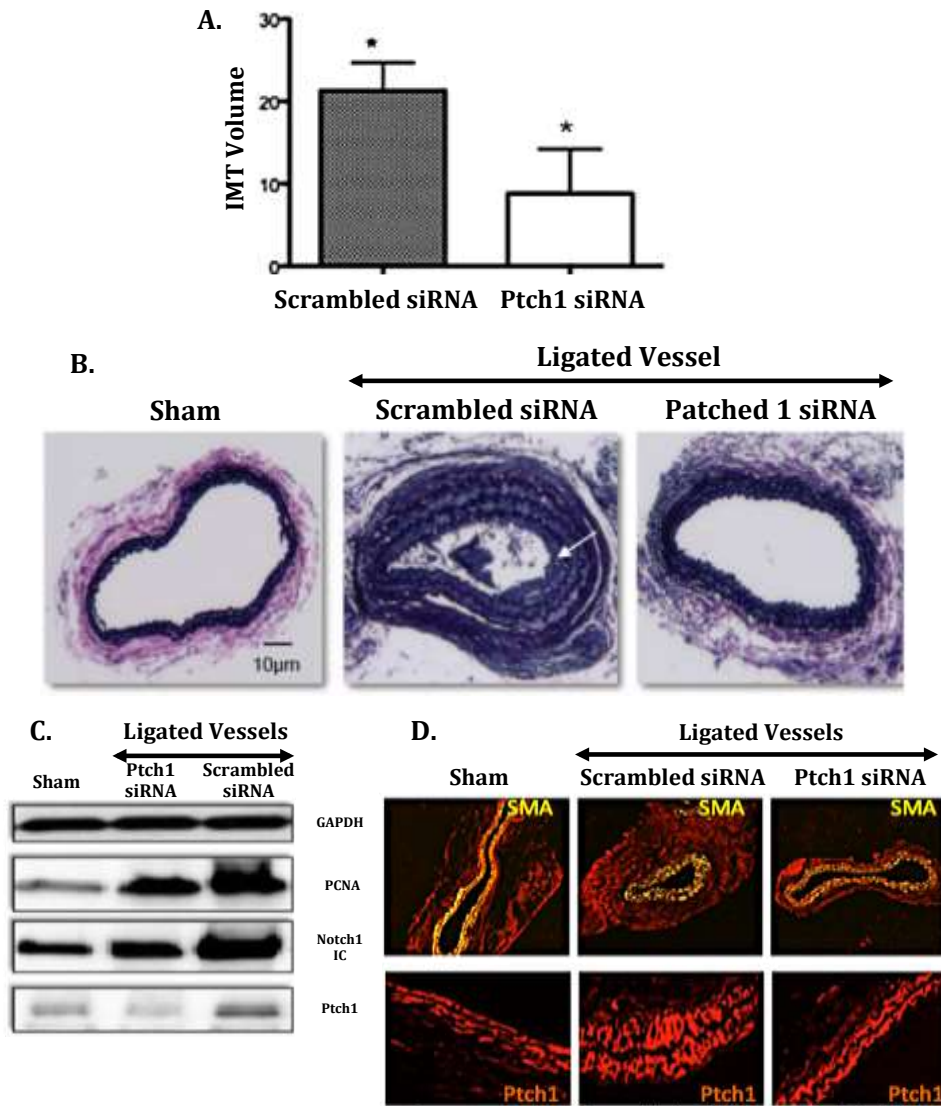 A.
30
20
10
0
IMT Volume
*
*
Scrambled siRNA Ptch1 siRNA
B.
Ligated Vessel
Sham Scrambled siRNA Patched 1 siRNA
10µm
C.
Ligated Vessels
Sham Ptch1 siRNA Scrambled siRNA
GAPDH
PCNA
Notch1
IC
Ptch1
D.
Ligated Vessels
Sham Scrambled siRNA Ptch1 siRNA
SMA SMA SMA
Ptch1 Ptch1 Ptch1